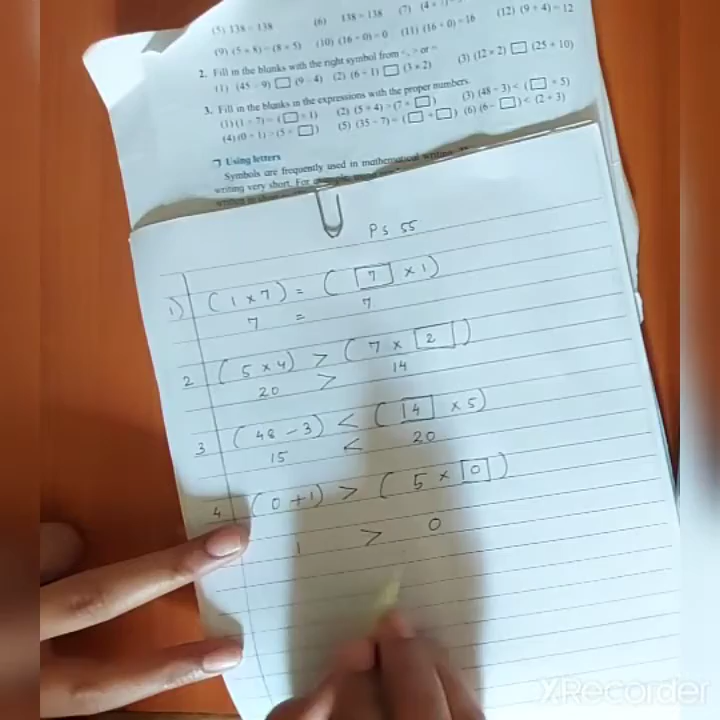 (5) 138 = 138 (6) 138 = 138 (7)
(9) (5 × 8) = (8 × 5) (10) (16 ÷ 0) = 0 (11) (16 + 0) = 16 (12) (9 + 4) = 12
2. Fill in the blanks with the right symbol from <, > or =
(1) (45 ÷ 9) □ (9 − 4) (2) (6 ÷ 1) □ (3 × 2) (3) (12 × 2) □ (25 + 10)
3. Fill in the blanks in the expressions with the proper numbers.
(1) (1 × 7) = (□ × 1) (2) (5 × 4) > (7 × □) (3) (48 ÷ 3) < (□ × 5)
(4) (0 + 1) > (5 × □) (5) (35 ÷ 7) = (□ + □) (6) (6 − □) < (2 + 3)
❒ Using letters
Symbols are frequently used in mathematical writing.
writing very short. For
Ps 55
1) (1 × 7) = ( 7 × 1)
7 = 7
2 (5 × 4) > (7 × 2 )
20 > 14
3 (48 − 3) < ( 4 × 5)
15 < 20
4 (0 + 1) > ( 5 × 0 )
1 > 0
XRecorder